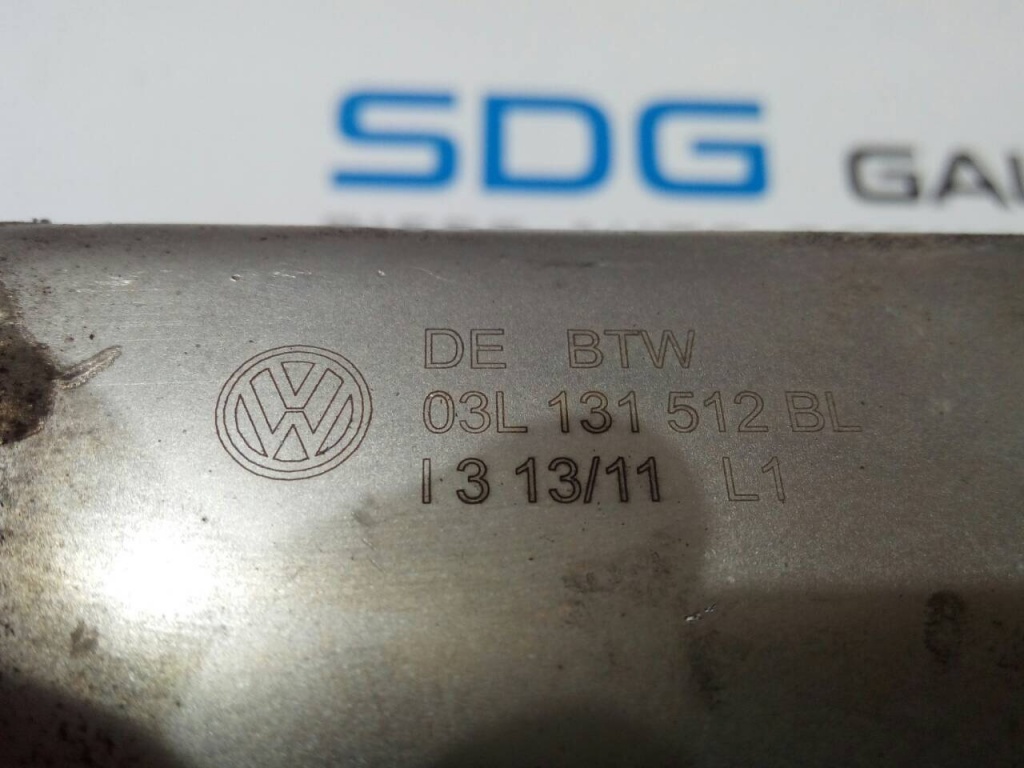 SDG
DE BTW
03L 131 512 BL
I 3 13/11 L1